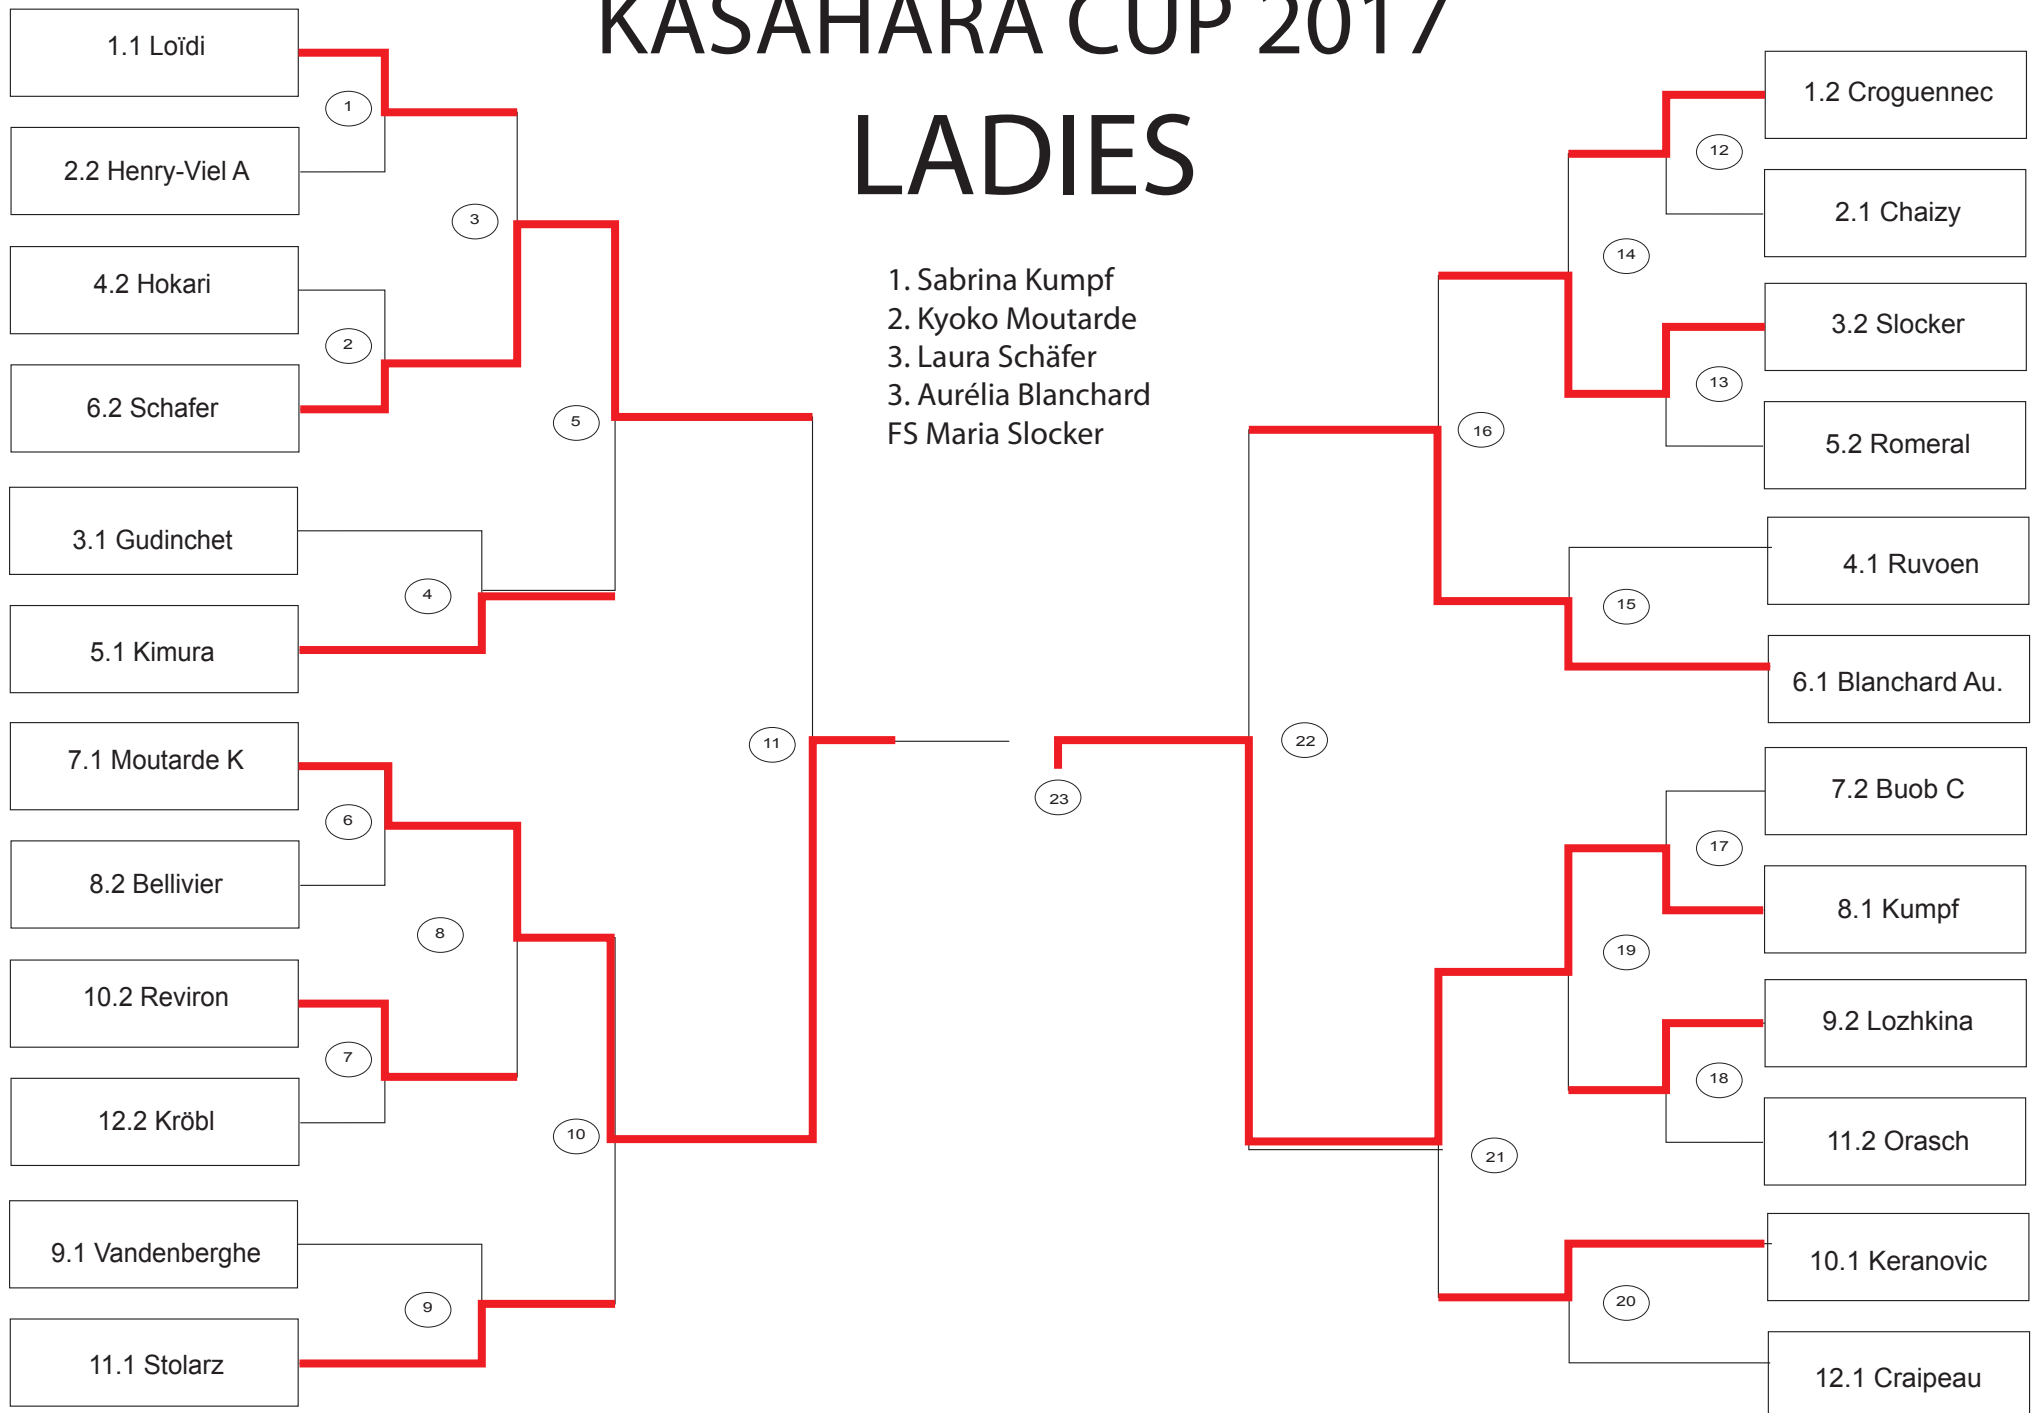 KASAHARA CUP 2017
LADIES
1. Sabrina Kumpf
2. Kyoko Moutarde
3. Laura Schäfer
3. Aurélia Blanchard
FS Maria Slocker
1.1 Loïdi
1
2.2 Henry-Viel A
3
4.2 Hokari
2
6.2 Schafer
5
3.1 Gudinchet
4
5.1 Kimura
11
7.1 Moutarde K
6
8.2 Bellivier
8
10.2 Reviron
7
12.2 Kröbl
10
9.1 Vandenberghe
9
11.1 Stolarz
23
1.2 Croguennec
12
2.1 Chaizy
14
3.2 Slocker
13
5.2 Romeral
16
4.1 Ruvoen
15
6.1 Blanchard Au.
22
7.2 Buob C
17
8.1 Kumpf
19
9.2 Lozhkina
18
11.2 Orasch
21
10.1 Keranovic
20
12.1 Craipeau